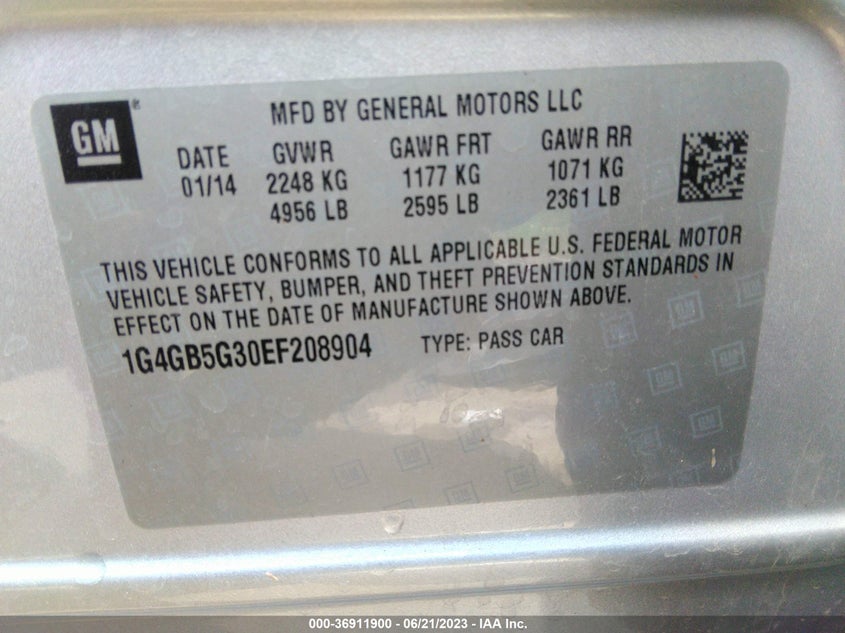 GM
MFD BY GENERAL MOTORS LLC
DATE GVWR GAWR FRT GAWR RR
01/14 2248 KG 1177 KG 1071 KG
4956 LB 2595 LB 2361 LB
THIS VEHICLE CONFORMS TO ALL APPLICABLE U.S. FEDERAL MOTOR
VEHICLE SAFETY, BUMPER, AND THEFT PREVENTION STANDARDS IN
EFFECT ON THE DATE OF MANUFACTURE SHOWN ABOVE.
1G4GB5G30EF208904 TYPE: PASS CAR
000-36911900 - 06/21/2023 - IAA Inc.